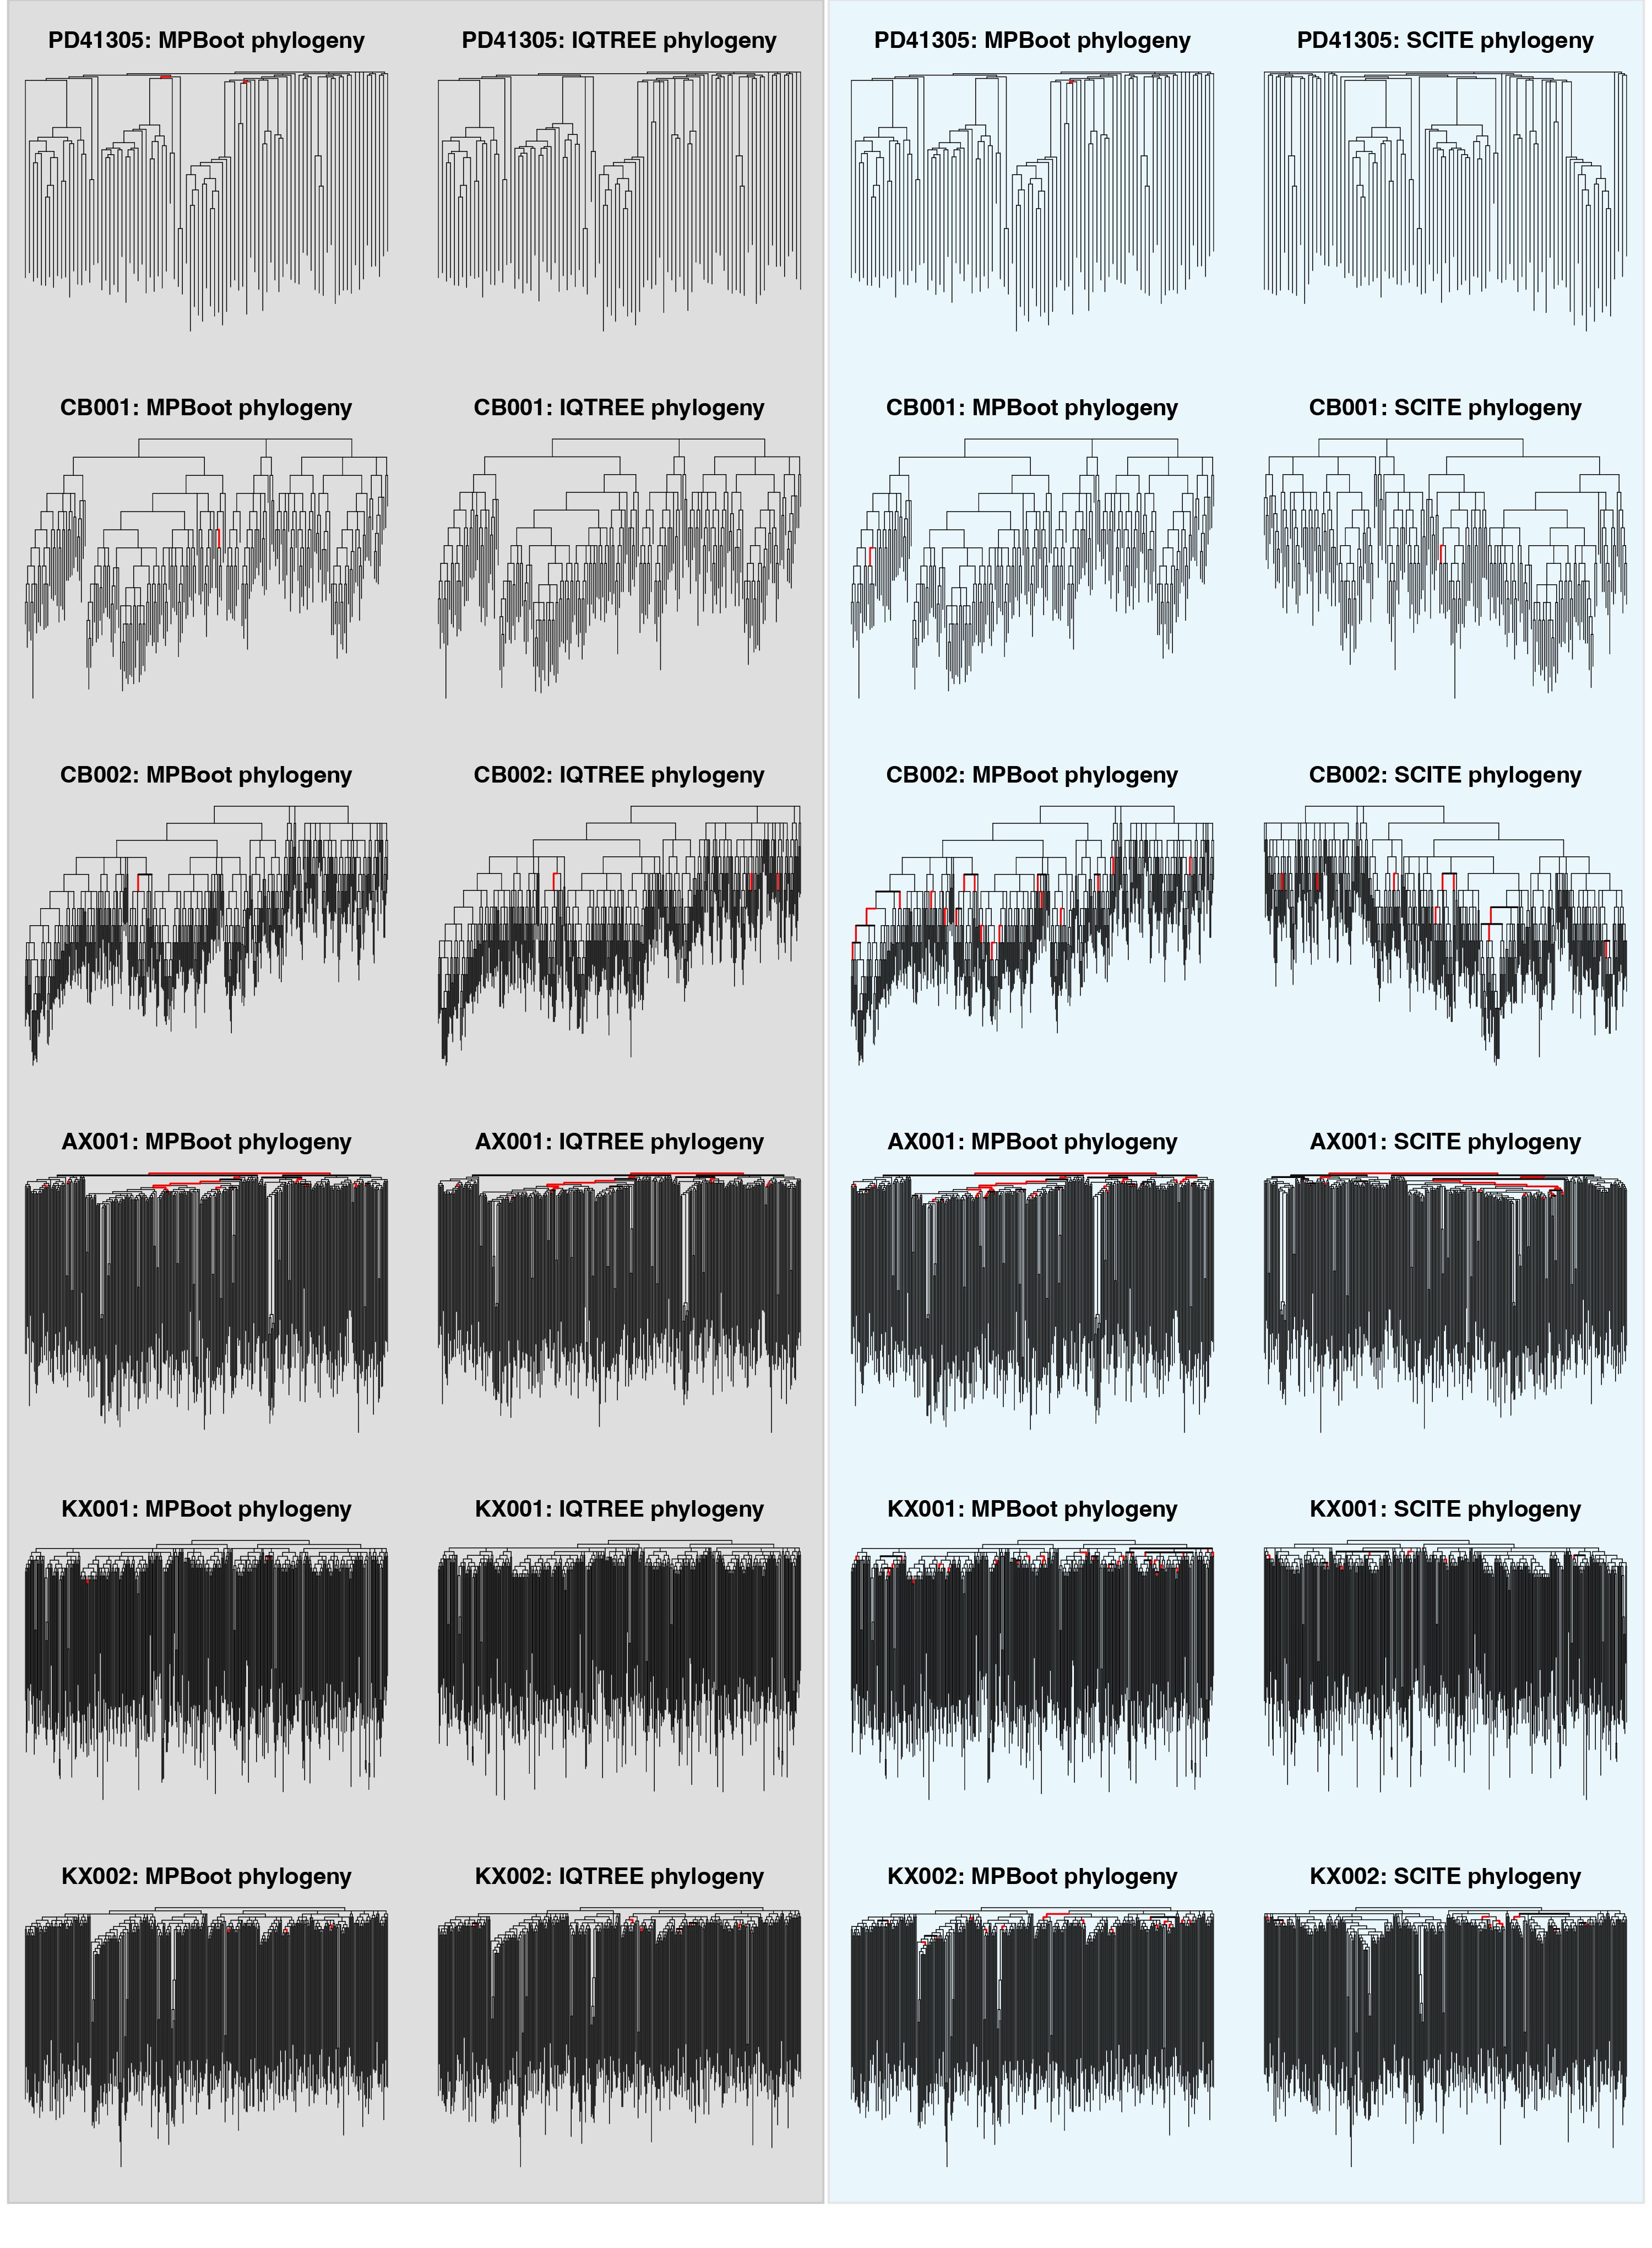 PD41305: MPBoot phylogeny
PD41305: IQTREE phylogeny
PD41305: MPBoot phylogeny
PD41305: SCITE phylogeny
CB001: MPBoot phylogeny
CB001: IQTREE phylogeny
CB001: MPBoot phylogeny
CB001: SCITE phylogeny
CB002: MPBoot phylogeny
CB002: IQTREE phylogeny
CB002: MPBoot phylogeny
CB002: SCITE phylogeny
AX001: MPBoot phylogeny
AX001: IQTREE phylogeny
AX001: MPBoot phylogeny
AX001: SCITE phylogeny
KX001: MPBoot phylogeny
KX001: IQTREE phylogeny
KX001: MPBoot phylogeny
KX001: SCITE phylogeny
KX002: MPBoot phylogeny
KX002: IQTREE phylogeny
KX002: MPBoot phylogeny
KX002: SCITE phylogeny